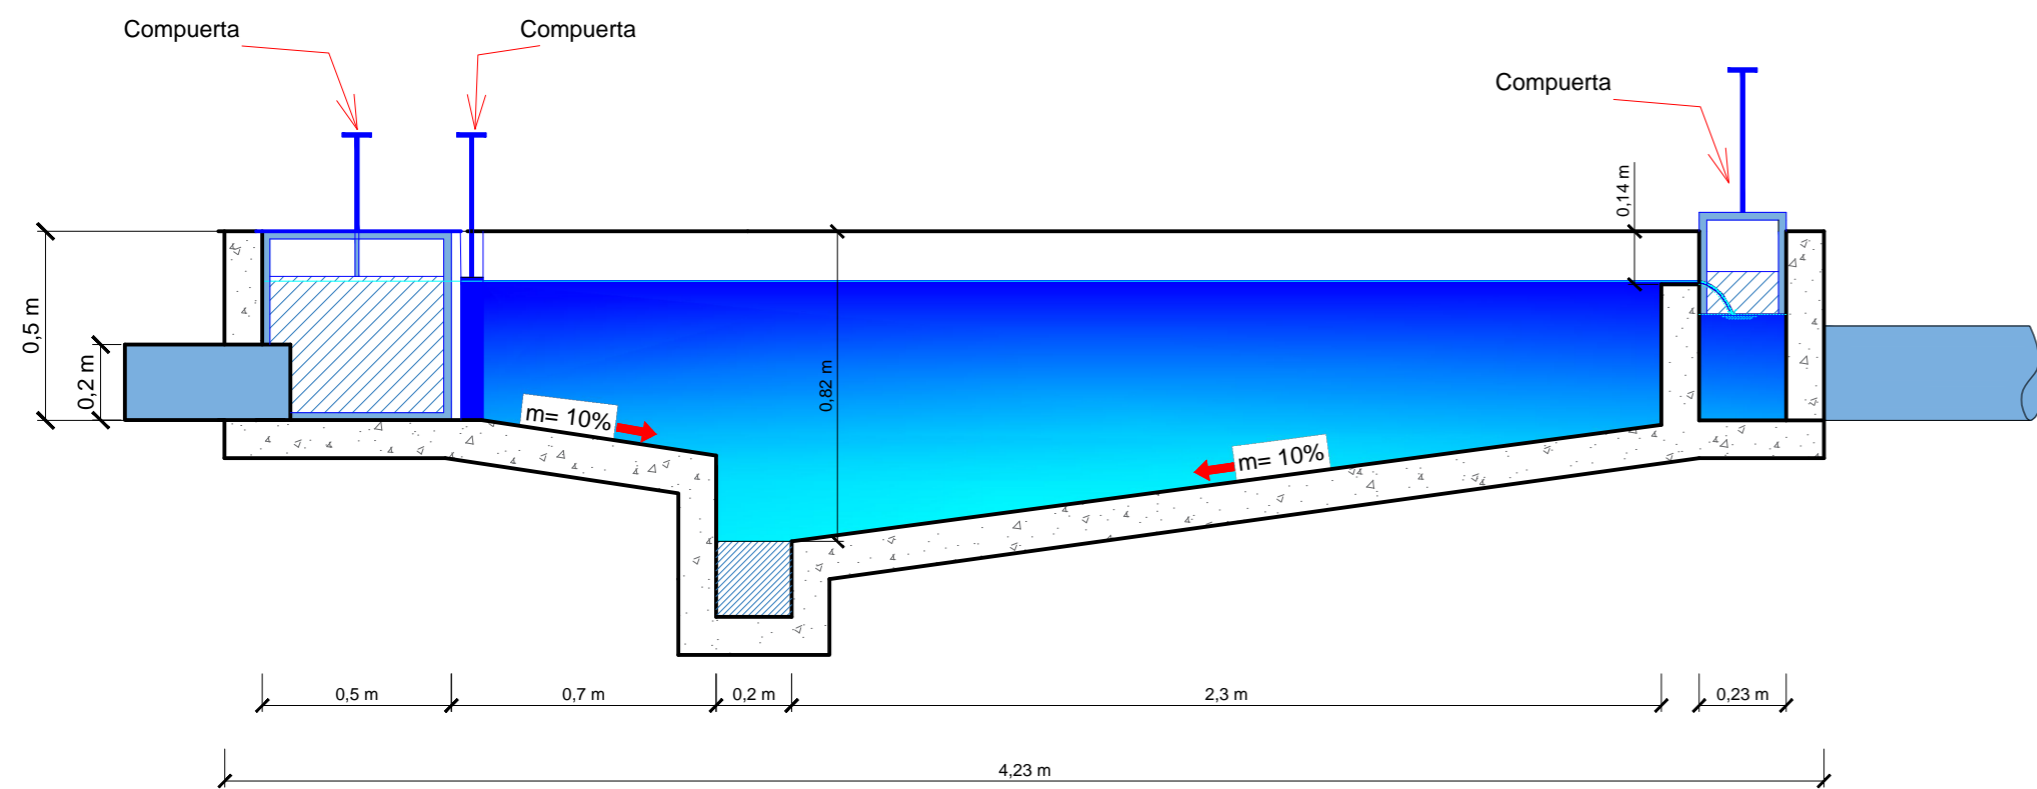 Compuerta
Compuerta
Compuerta
0,14 m
0,5 m
0,2 m
0,82 m
m= 10%
m= 10%
0,5 m
0,7 m
0,2 m
2,3 m
0,23 m
4,23 m